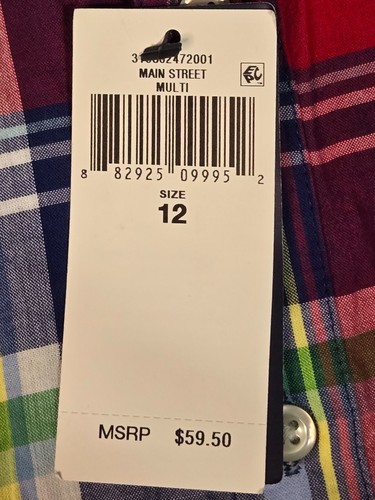 MAIN STREET
MULTI
8 82925 09995 2
SIZE
12
MSRP $59.50